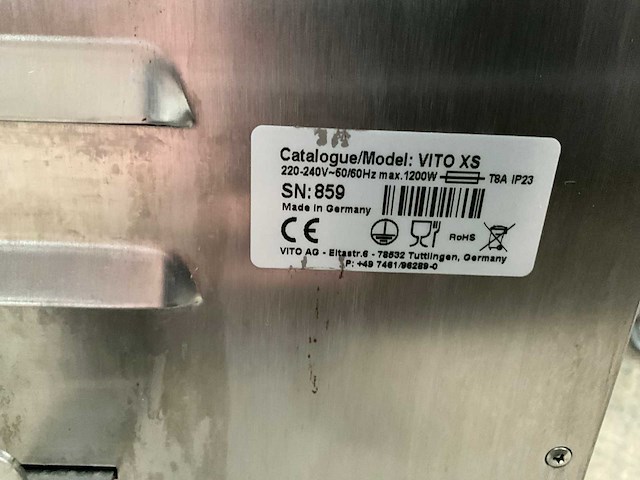 Catalogue/Model: VITO XS
220-240V~50/60Hz max.1200W T8A IP23
SN: 859
Made in Germany
CE
RoHS
VITO AG - Eltastr.6 - 78532 Tuttlingen, Germany
P: +49 7461/96289-0